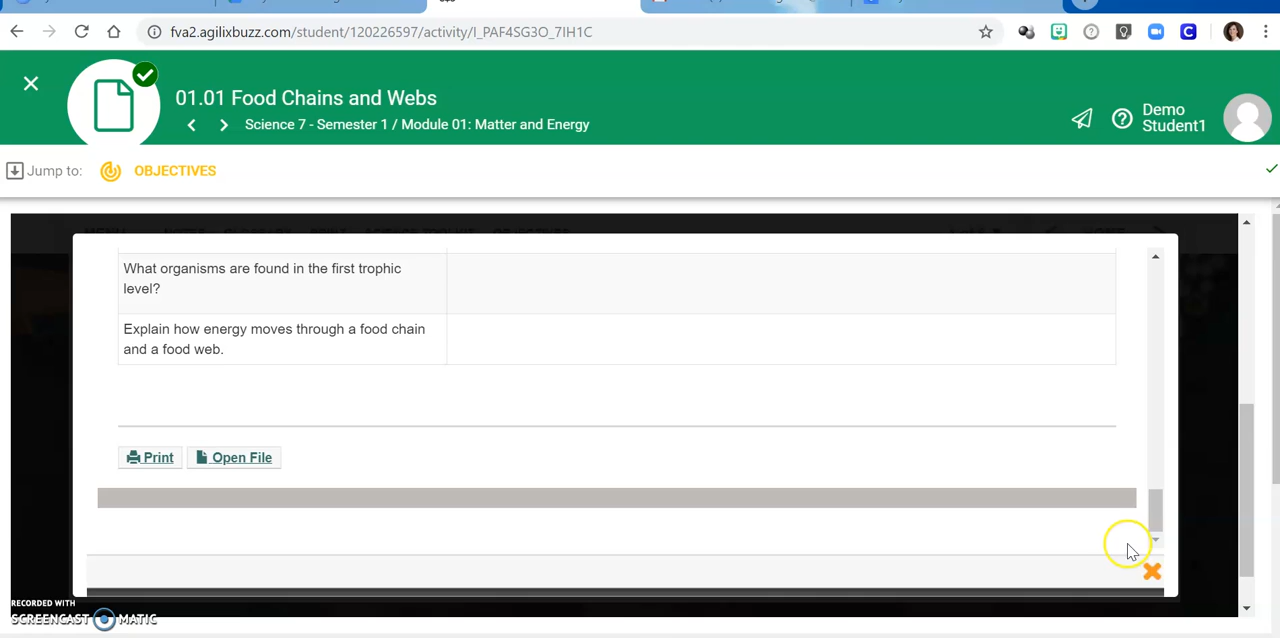 fva2.agilixbuzz.com/student/120226597/activity/I_PAF4SG3O_7IH1C
01.01 Food Chains and Webs
Science 7 - Semester 1 / Module 01: Matter and Energy
Demo
Student1
Jump to: OBJECTIVES
What organisms are found in the first trophic
level?
Explain how energy moves through a food chain
and a food web.
Print Open File
RECORDED WITH
SCREENCAST MATIC